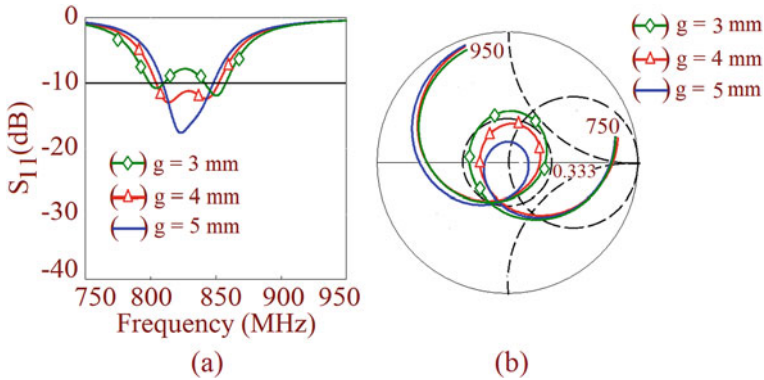 0
-10
-20
-30
-40
S11(dB)
g = 3 mm
g = 4 mm
g = 5 mm
750 800 850 900 950
Frequency (MHz)
(a)
g = 3 mm
g = 4 mm
g = 5 mm
950
750
0.333
(b)